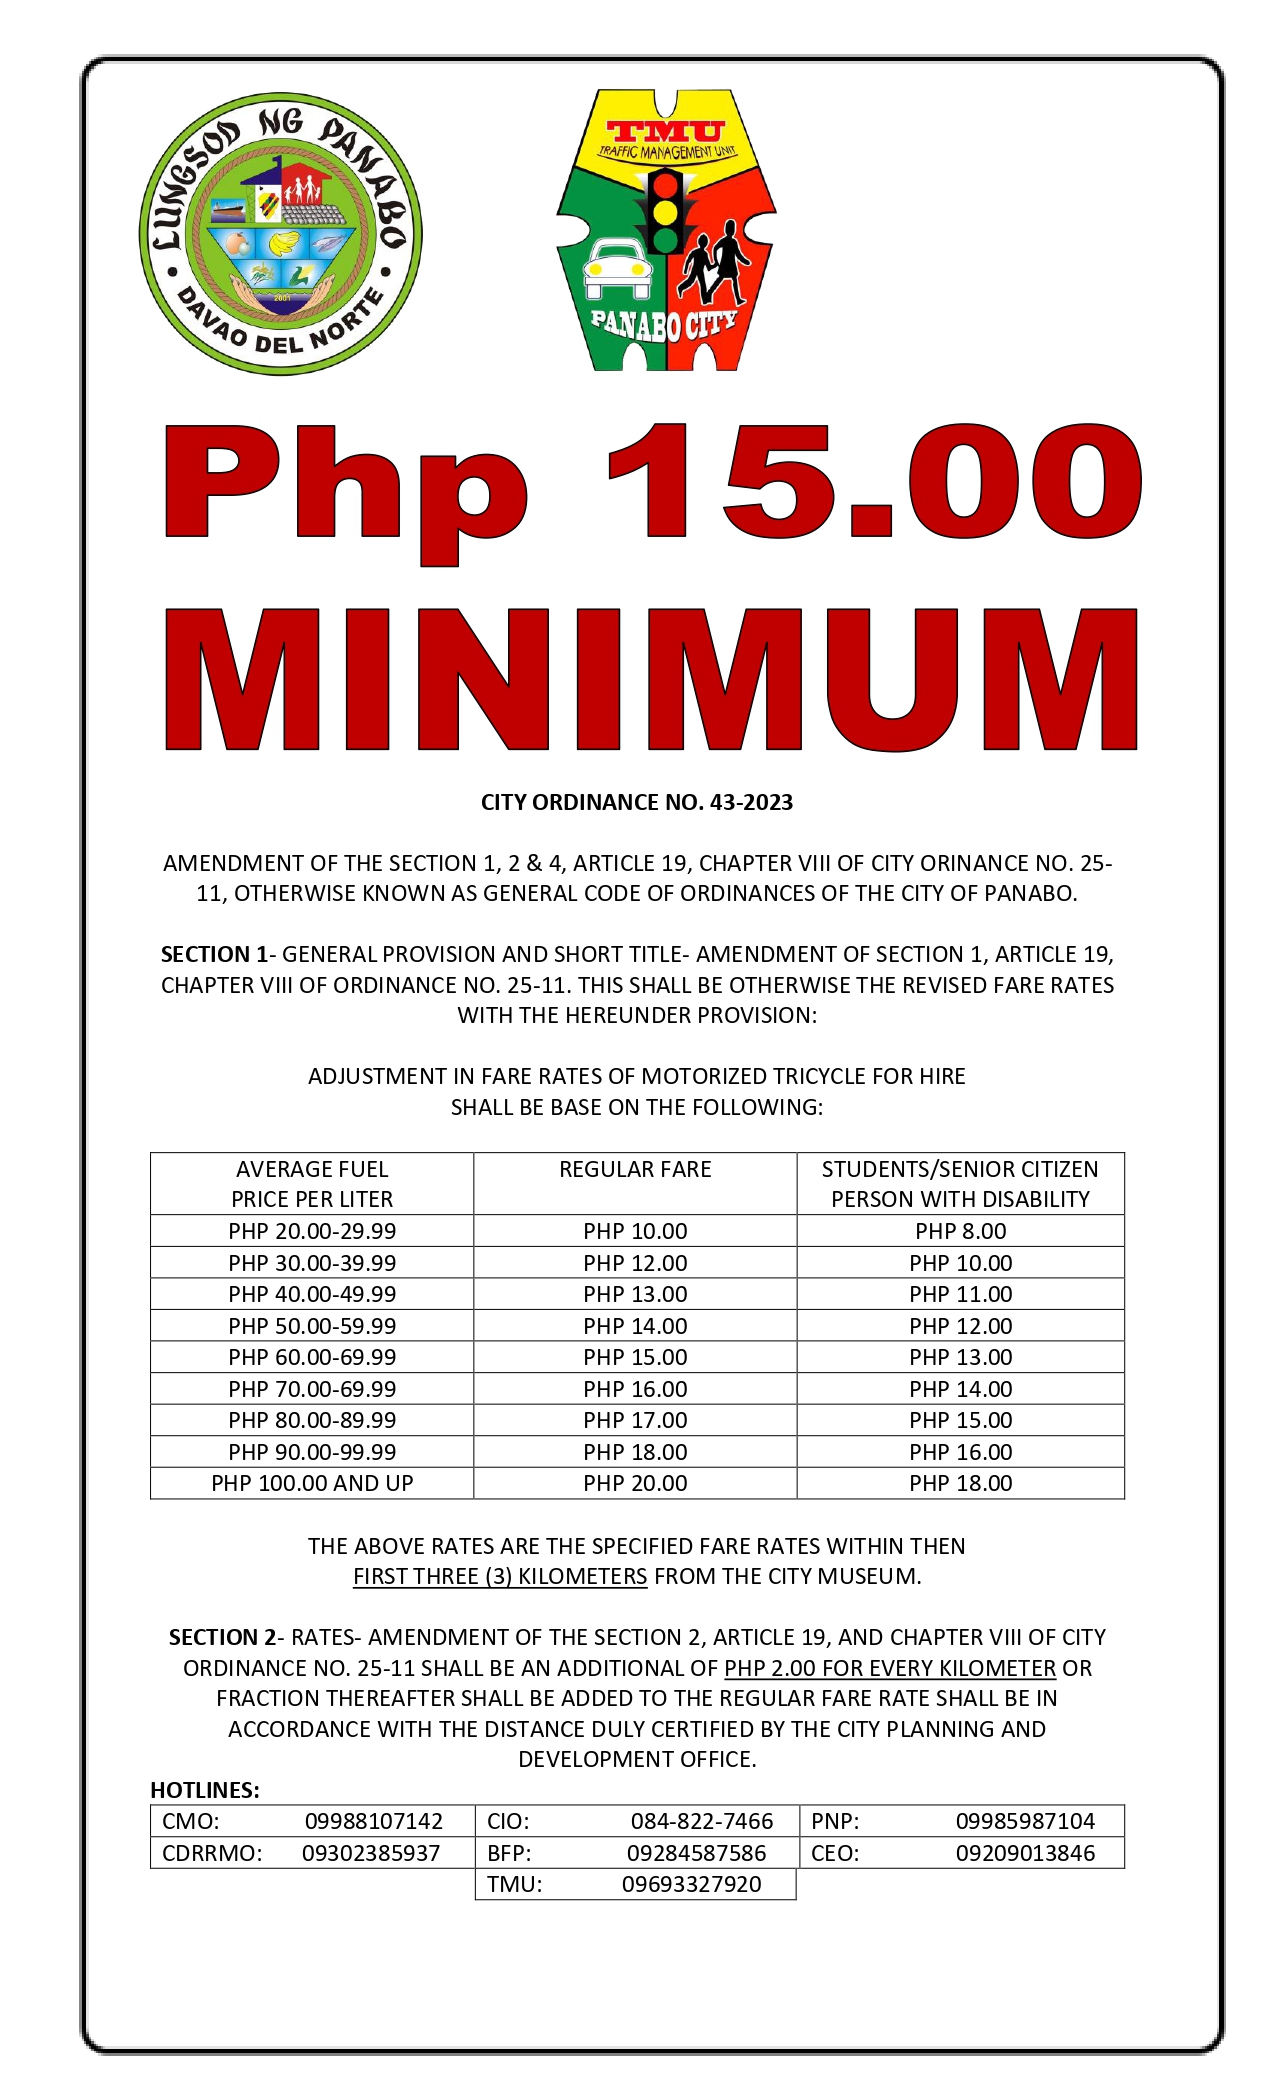 LUNGSOD NG PANABO
DAVAO DEL NORTE
2001
TMU
TRAFFIC MANAGEMENT UNIT
PANABO CITY
Php 15.00
MINIMUM
CITY ORDINANCE NO. 43-2023
AMENDMENT OF THE SECTION 1, 2 & 4, ARTICLE 19, CHAPTER VIII OF CITY ORINANCE NO. 25-
11, OTHERWISE KNOWN AS GENERAL CODE OF ORDINANCES OF THE CITY OF PANABO.
SECTION 1- GENERAL PROVISION AND SHORT TITLE- AMENDMENT OF SECTION 1, ARTICLE 19,
CHAPTER VIII OF ORDINANCE NO. 25-11. THIS SHALL BE OTHERWISE THE REVISED FARE RATES
WITH THE HEREUNDER PROVISION:
ADJUSTMENT IN FARE RATES OF MOTORIZED TRICYCLE FOR HIRE
SHALL BE BASE ON THE FOLLOWING:
AVERAGE FUEL PRICE PER LITER REGULAR FARE STUDENTS/SENIOR CITIZEN PERSON WITH DISABILITY
PHP 20.00-29.99 PHP 10.00 PHP 8.00
PHP 30.00-39.99 PHP 12.00 PHP 10.00
PHP 40.00-49.99 PHP 13.00 PHP 11.00
PHP 50.00-59.99 PHP 14.00 PHP 12.00
PHP 60.00-69.99 PHP 15.00 PHP 13.00
PHP 70.00-69.99 PHP 16.00 PHP 14.00
PHP 80.00-89.99 PHP 17.00 PHP 15.00
PHP 90.00-99.99 PHP 18.00 PHP 16.00
PHP 100.00 AND UP PHP 20.00 PHP 18.00
THE ABOVE RATES ARE THE SPECIFIED FARE RATES WITHIN THEN
FIRST THREE (3) KILOMETERS FROM THE CITY MUSEUM.
SECTION 2- RATES- AMENDMENT OF THE SECTION 2, ARTICLE 19, AND CHAPTER VIII OF CITY
ORDINANCE NO. 25-11 SHALL BE AN ADDITIONAL OF PHP 2.00 FOR EVERY KILOMETER OR
FRACTION THEREAFTER SHALL BE ADDED TO THE REGULAR FARE RATE SHALL BE IN
ACCORDANCE WITH THE DISTANCE DULY CERTIFIED BY THE CITY PLANNING AND
DEVELOPMENT OFFICE.
HOTLINES:
CMO: 09988107142 CIO: 084-822-7466 PNP: 09985987104
CDRRMO: 09302385937 BFP: 09284587586 CEO: 09209013846
TMU: 09693327920